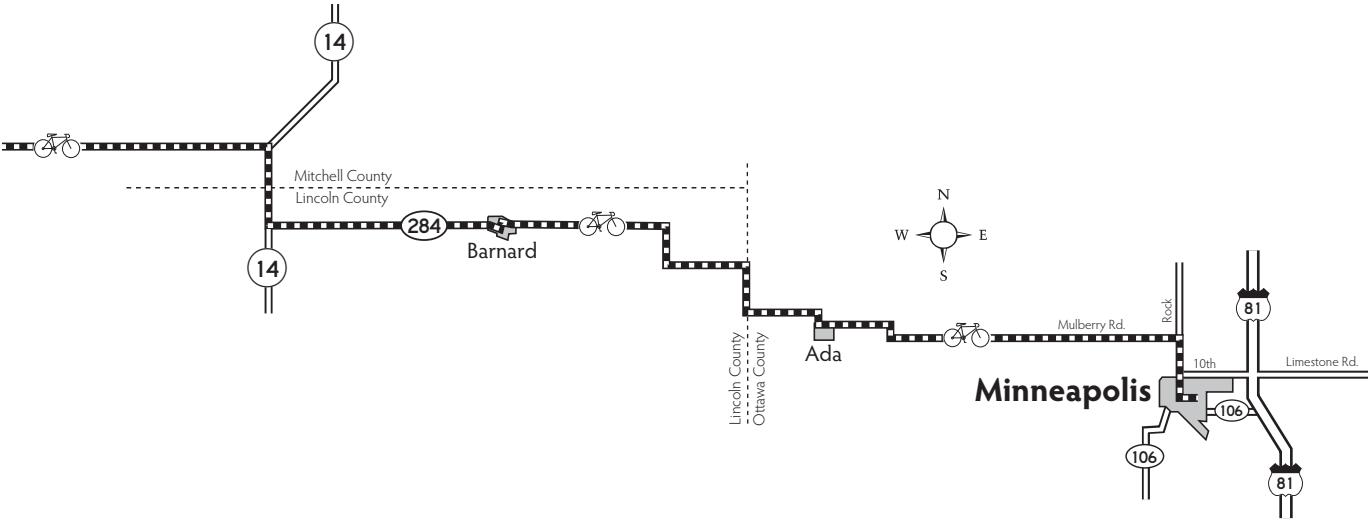 14
Mitchell County
Lincoln County
284
Barnard
14
N
W
E
S
Lincoln County
Ottawa County
Ada
Mulberry Rd.
Rock
81
10th
Limestone Rd.
Minneapolis
106
106
81